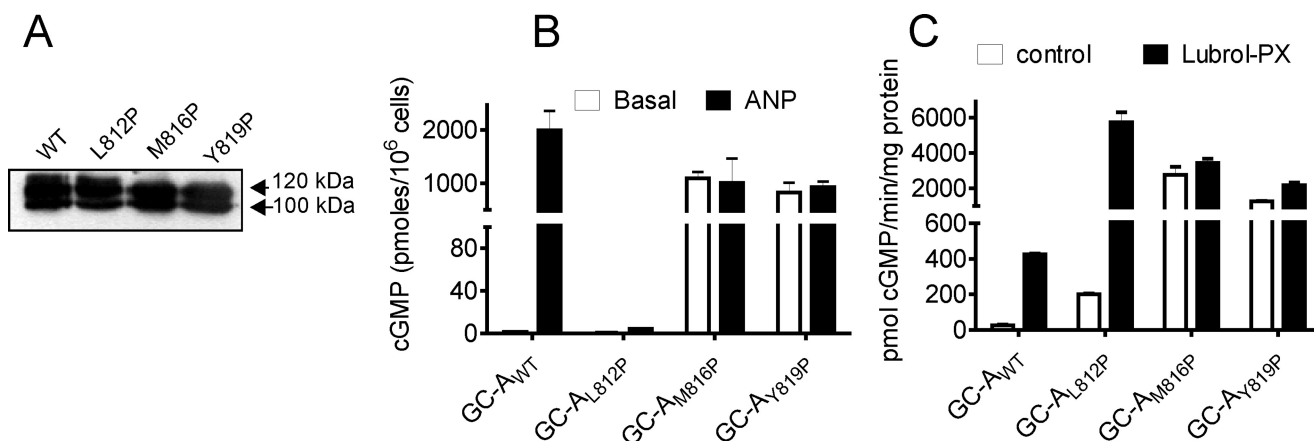 A
WT L812P M816P Y819P
120 kDa
100 kDa
B
Basal ANP
cGMP (pmoles/10⁶ cells)
2000
1000
80
40
0
GC-A_WT GC-A_L812P GC-A_M816P GC-A_Y819P
C
control Lubrol-PX
pmol cGMP/min/mg protein
6000
4000
2000
600
400
200
0
GC-A_WT GC-A_L812P GC-A_M816P GC-A_Y819P